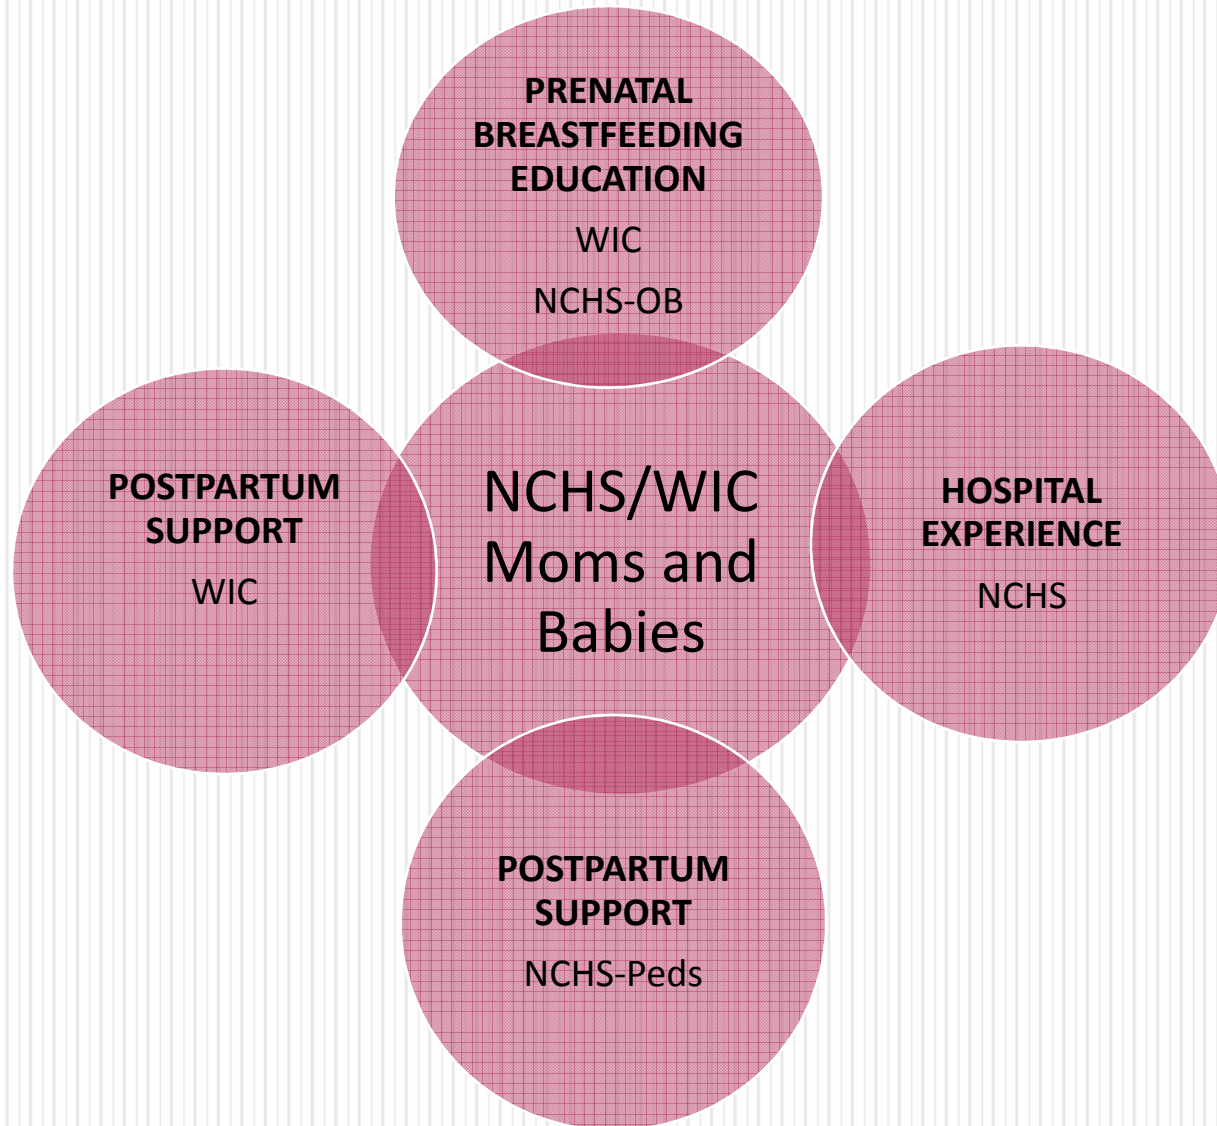 PRENATAL
BREASTFEEDING
EDUCATION
WIC
NCHS-OB
POSTPARTUM
SUPPORT
WIC
NCHS/WIC
Moms and
Babies
HOSPITAL
EXPERIENCE
NCHS
POSTPARTUM
SUPPORT
NCHS-Peds